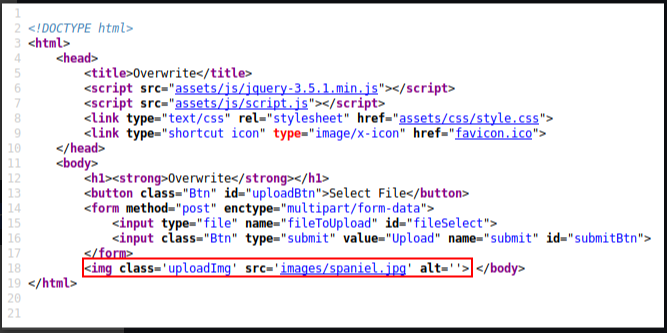 1
2 <!DOCTYPE html>
3 <html>
4 <head>
5 <title>Overwrite</title>
6 <script src="assets/js/jquery-3.5.1.min.js"></script>
7 <script src="assets/js/script.js"></script>
8 <link type="text/css" rel="stylesheet" href="assets/css/style.css">
9 <link type="shortcut icon" type="image/x-icon" href="favicon.ico">
10 </head>
11 <body>
12 <h1><strong>Overwrite</strong></h1>
13 <button class="Btn" id="uploadBtn">Select File</button>
14 <form method="post" enctype="multipart/form-data">
15 <input type="file" name="fileToUpload" id="fileSelect">
16 <input class="Btn" type="submit" value="Upload" name="submit" id="submitBtn">
17 </form>
18 <img class='uploadImg' src='images/spaniel.jpg' alt=''> </body>
19 </html>
20
21